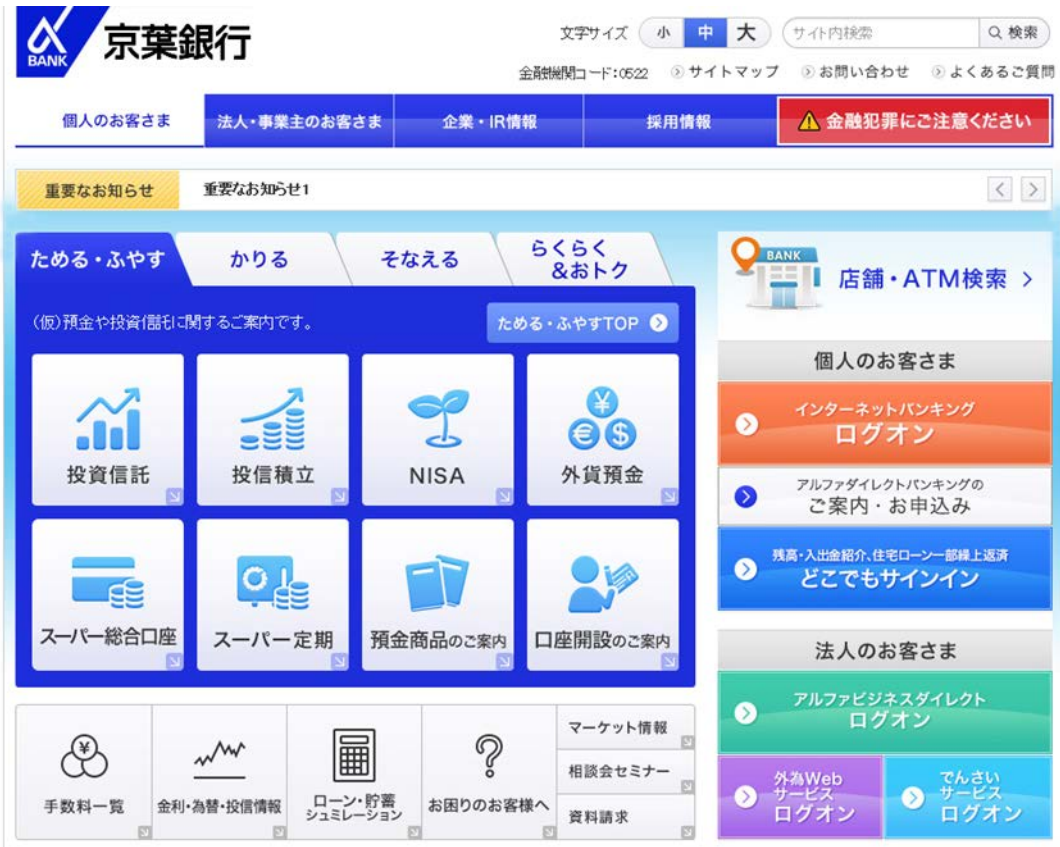 BANK
京葉銀行
文字サイズ 小 中 大
サイト内検索 検索
金融機関コード:0522 サイトマップ お問い合わせ よくあるご質問
個人のお客さま 法人・事業主のお客さま 企業・IR情報 採用情報 金融犯罪にご注意ください
重要なお知らせ 重要なお知らせ1
ためる・ふやす かりる そなえる らくらく
&おトク
(仮)預金や投資信託に関するご案内です。 ためる・ふやすTOP
投資信託 投信積立 NISA 外貨預金
スーパー総合口座 スーパー定期 預金商品のご案内 口座開設のご案内
手数料一覧 金利・為替・投信情報 ローン・貯蓄
シュミレーション お困りのお客様へ
マーケット情報
相談会セミナー
資料請求
BANK
店舗・ATM検索
個人のお客さま
インターネットバンキング
ログオン
アルファダイレクトバンキングの
ご案内・お申込み
残高・入出金紹介、住宅ローン一部繰上返済
どこでもサインイン
法人のお客さま
アルファビジネスダイレクト
ログオン
外為Web
サービス
ログオン
でんさい
サービス
ログオン